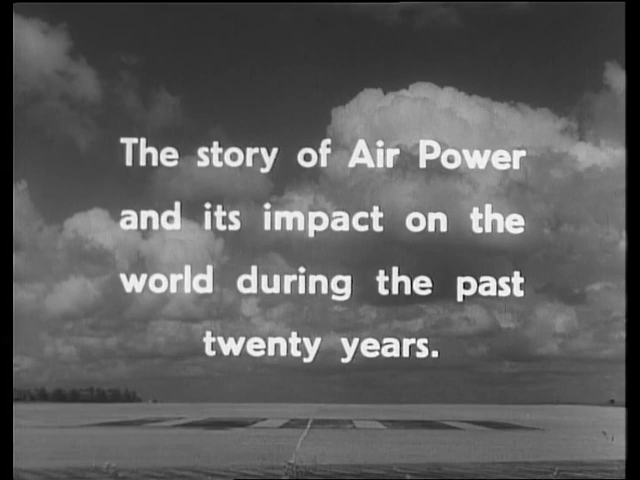 The story of Air Power
and its impact on the
world during the past
twenty years.